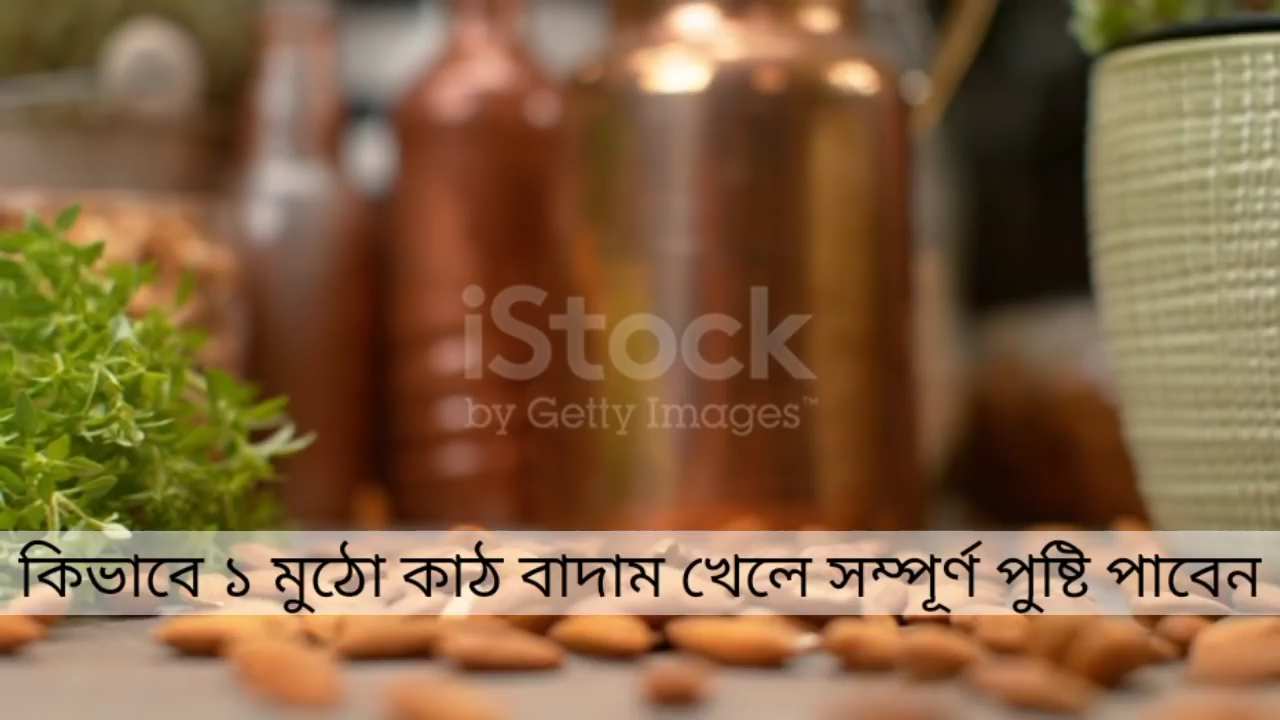 iStock
by Getty Images™
কিভাবে ১ মুঠো কাঠ বাদাম খেলে সম্পূর্ণ পুষ্টি পাবেন